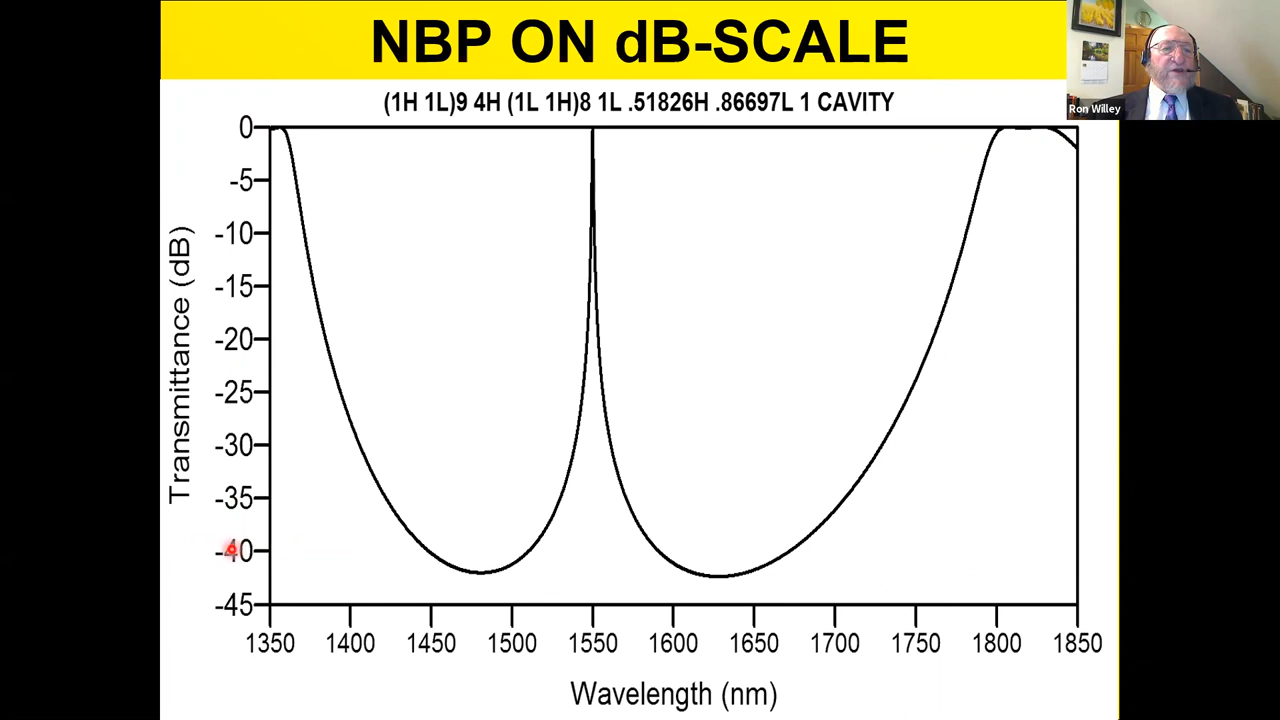 NBP ON dB-SCALE
Ron Willey
(1H 1L)9 4H (1L 1H)8 1L .51826H .86697L 1 CAVITY
Transmittance (dB)
0
-5
-10
-15
-20
-25
-30
-35
-40
-45
1350 1400 1450 1500 1550 1600 1650 1700 1750 1800 1850
Wavelength (nm)